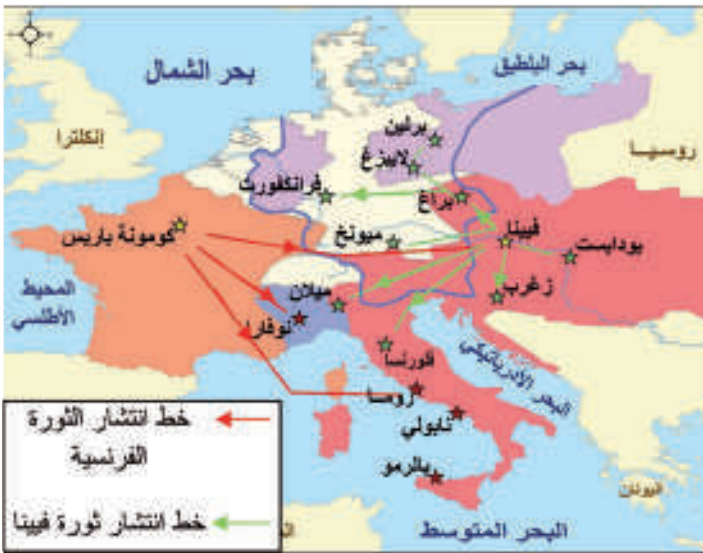 بحر الشمال
بحر البلطيق
إنكلترا
روسيا
برلين
لايبزغ
فرانكفورت
براغ
كومونة باريس
ميونخ
فيينا
بودابست
زغرب
ميلان
المحيط
الأطلسي
نوفارا
فلورنسا
البحر الأدرياتيكي
روما
نابولي
بالرمو
اليونان
البحر المتوسط
خط انتشار الثورة
الفرنسية
خط انتشار ثورة فيينا